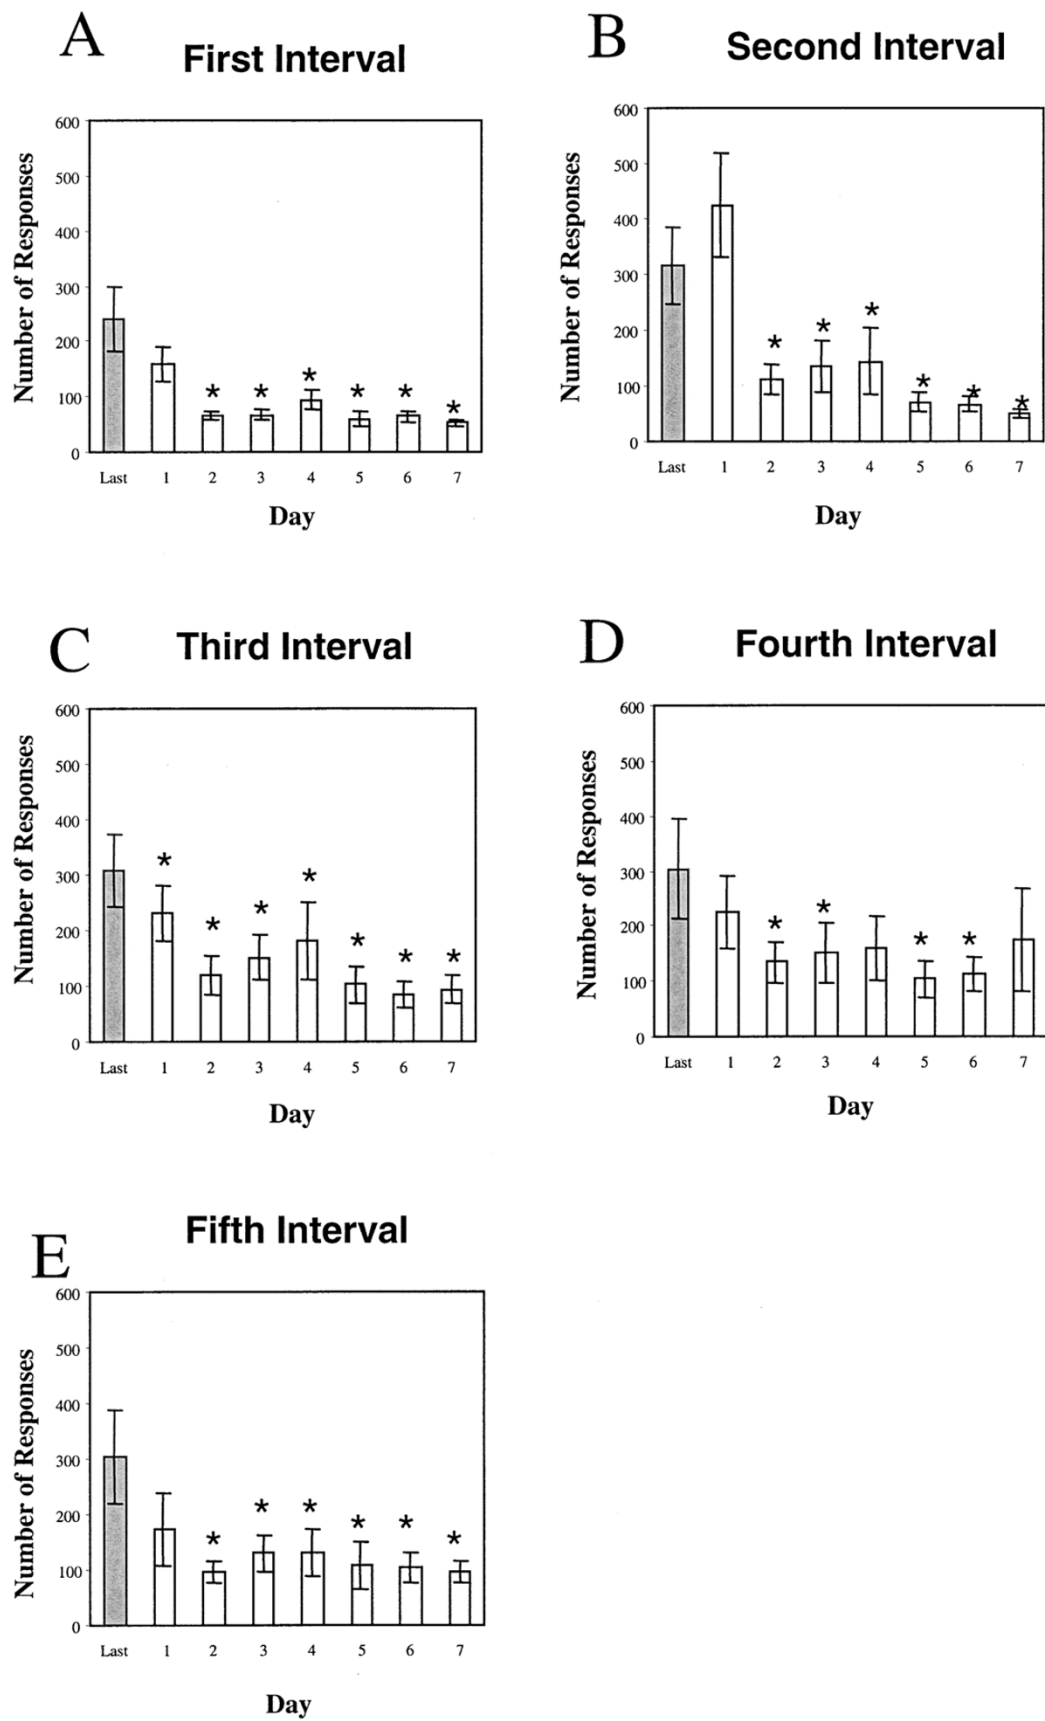 A
First Interval
600
500
400
300
200
100
0
Number of Responses
* * * * * *
Last 1 2 3 4 5 6 7
Day
B
Second Interval
600
500
400
300
200
100
0
Number of Responses
* * * * * *
Last 1 2 3 4 5 6 7
Day
C
Third Interval
600
500
400
300
200
100
0
Number of Responses
* * * * * * *
Last 1 2 3 4 5 6 7
Day
D
Fourth Interval
600
500
400
300
200
100
0
Number of Responses
* * * *
Last 1 2 3 4 5 6 7
Day
E
Fifth Interval
600
500
400
300
200
100
0
Number of Responses
* * * * * *
Last 1 2 3 4 5 6 7
Day